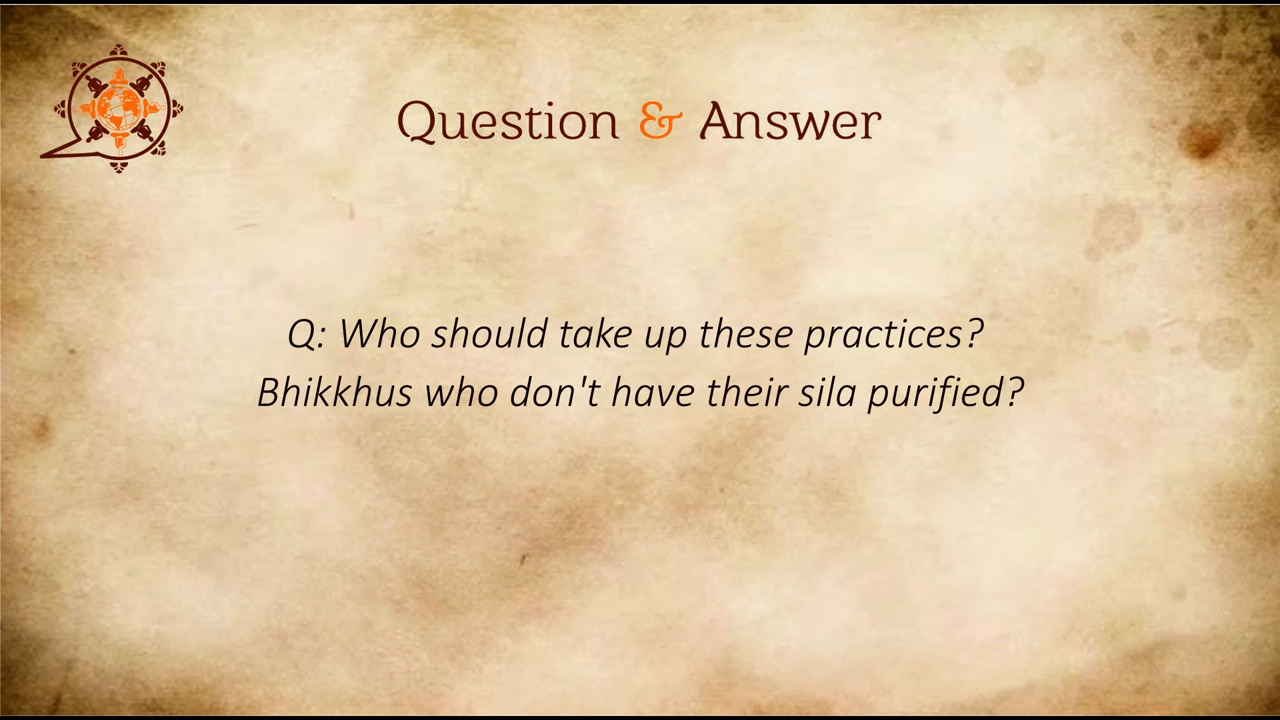 Question & Answer
Q: Who should take up these practices?
Bhikkhus who don't have their sila purified?